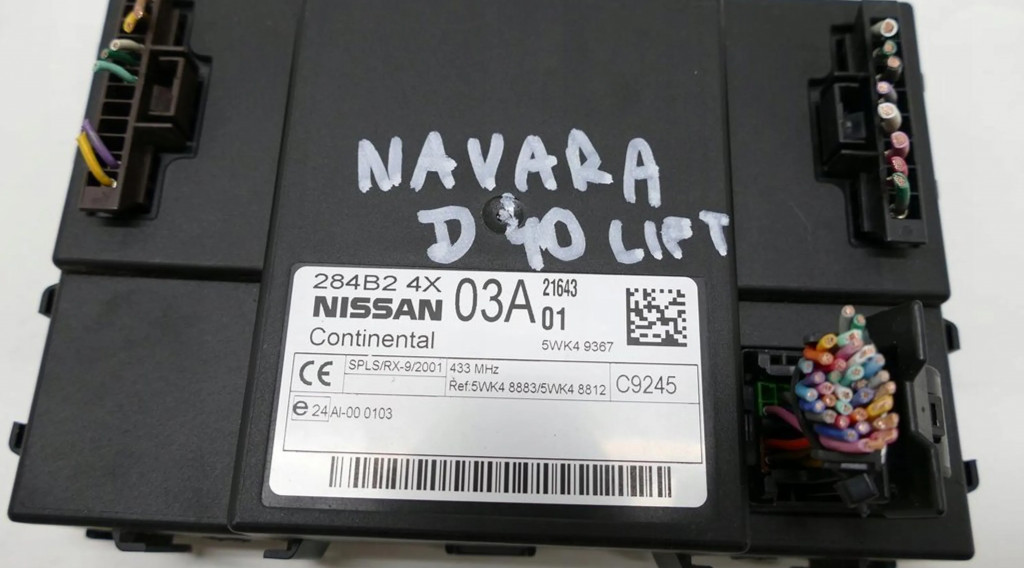 NAVARA
D 40 LIFT
284B2 4X 03A 21643
NISSAN 01
Continental 5WK4 9367
CE SPLS/RX-9/2001 433 MHz
Ref:5WK4 8883/5WK4 8812 C9245
e 24 AI-00 0103